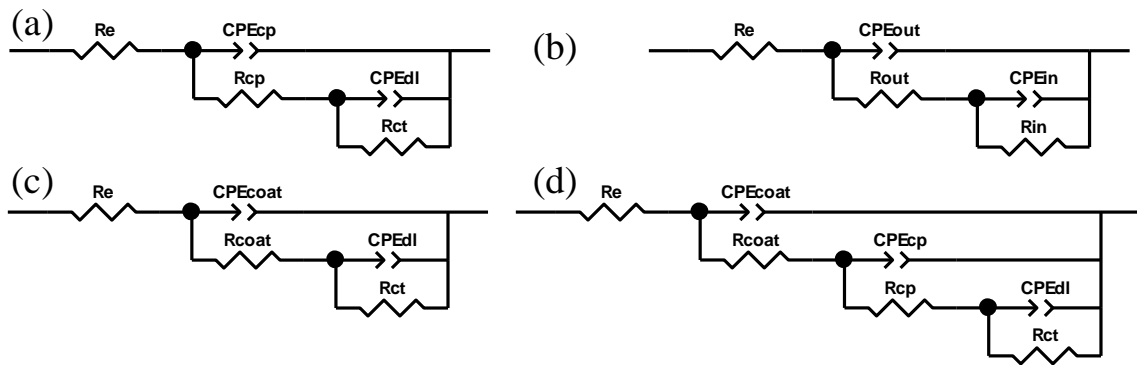 (a)
Re
CPEcp
Rcp
CPEdl
Rct
(b)
Re
CPEout
Rout
CPEin
Rin
(c)
Re
CPEcoat
Rcoat
CPEdl
Rct
(d)
Re
CPEcoat
Rcoat
CPEcp
Rcp
CPEdl
Rct